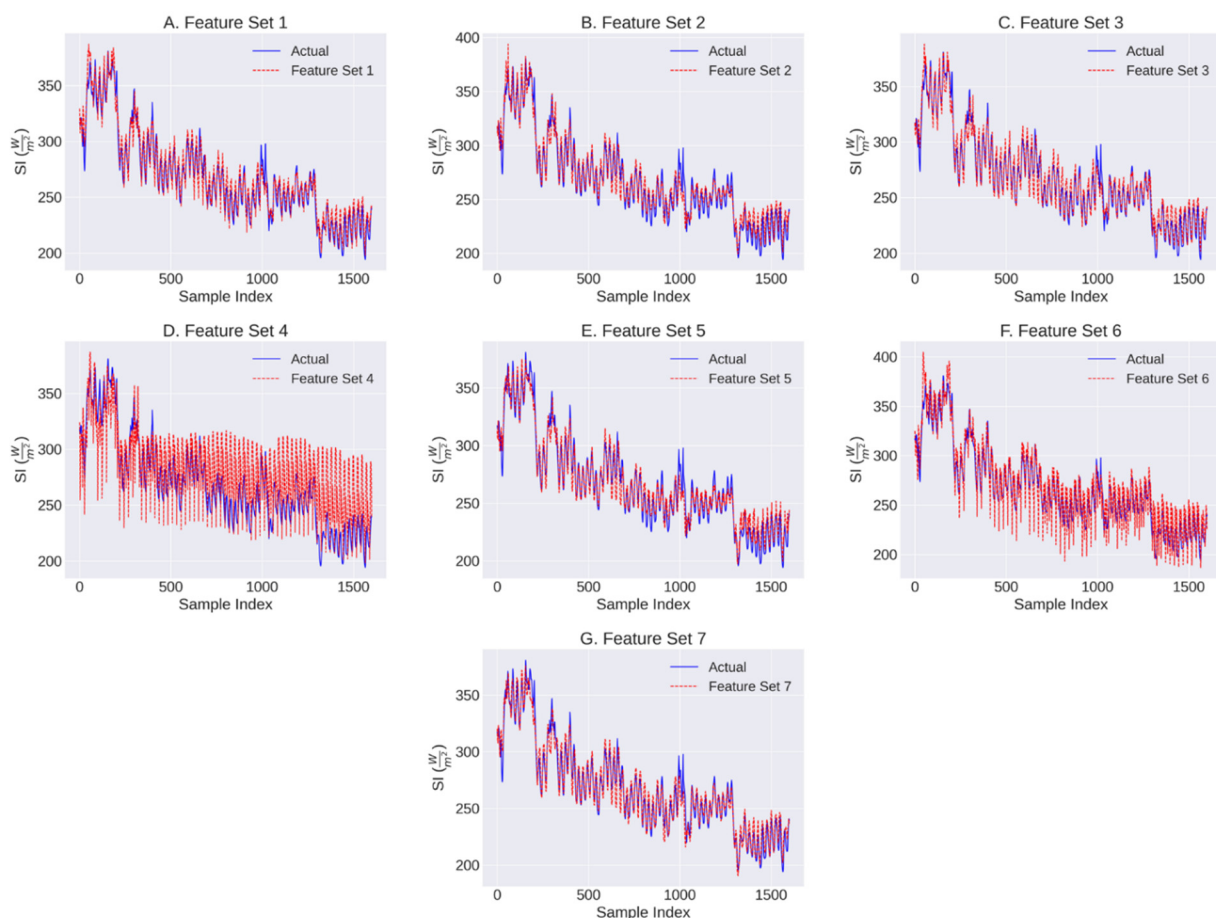 A. Feature Set 1
Actual
Feature Set 1
350
300
250
200
SI (W/m²)
0 500 1000 1500
Sample Index
B. Feature Set 2
Actual
Feature Set 2
400
350
300
250
200
SI (W/m²)
0 500 1000 1500
Sample Index
C. Feature Set 3
Actual
Feature Set 3
350
300
250
200
SI (W/m²)
0 500 1000 1500
Sample Index
D. Feature Set 4
Actual
Feature Set 4
350
300
250
200
SI (W/m²)
0 500 1000 1500
Sample Index
E. Feature Set 5
Actual
Feature Set 5
350
300
250
200
SI (W/m²)
0 500 1000 1500
Sample Index
F. Feature Set 6
Actual
Feature Set 6
400
350
300
250
200
SI (W/m²)
0 500 1000 1500
Sample Index
G. Feature Set 7
Actual
Feature Set 7
350
300
250
200
SI (W/m²)
0 500 1000 1500
Sample Index